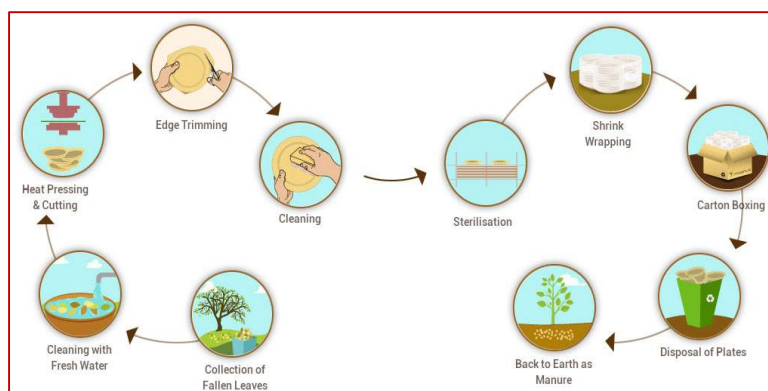 Edge Trimming
Heat Pressing
& Cutting
Cleaning
Cleaning with
Fresh Water
Collection of
Fallen Leaves
Sterilisation
Shrink
Wrapping
Carton Boxing
Disposal of Plates
Back to Earth as
Manure